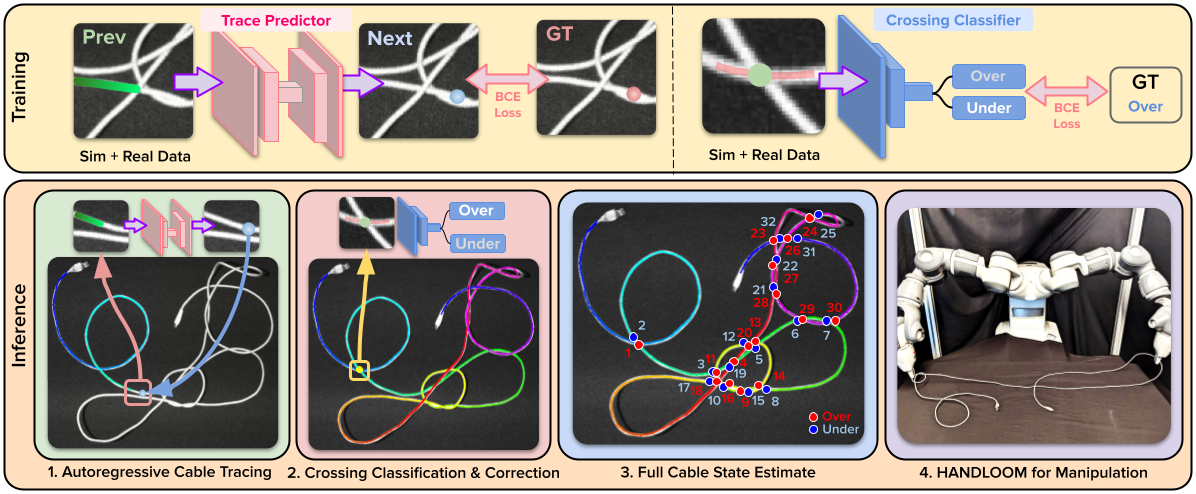 Training
Trace Predictor
Prev
Next
GT
BCE
Loss
Sim + Real Data
Crossing Classifier
Over
Under
BCE
Loss
GT
Over
Sim + Real Data
Inference
1. Autoregressive Cable Tracing
Over
Under
2. Crossing Classification & Correction
32
23
24
25
26
31
22
27
21
28
2
1
29
30
6
7
13
12
20
5
11
4
3
19
17
18
14
10
16
9
15
8
Over
Under
3. Full Cable State Estimate
4. HANDLOOM for Manipulation